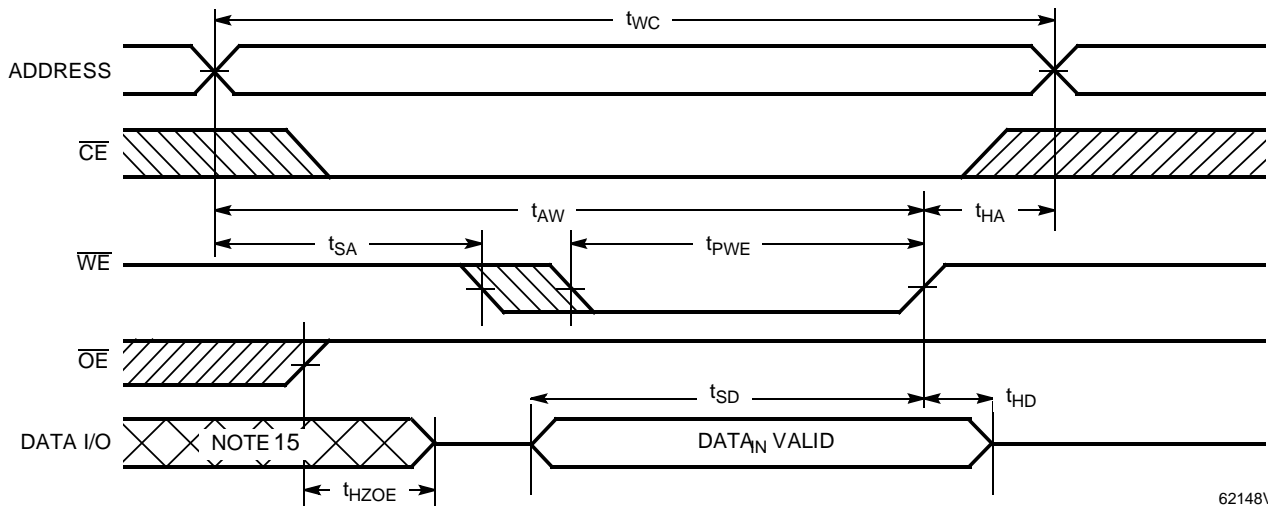 tWC
ADDRESS
CE
tAW
tHA
tSA
tPWE
WE
OE
tSD
tHD
DATA I/O
NOTE 15
DATAIN VALID
tHZOE
62148V